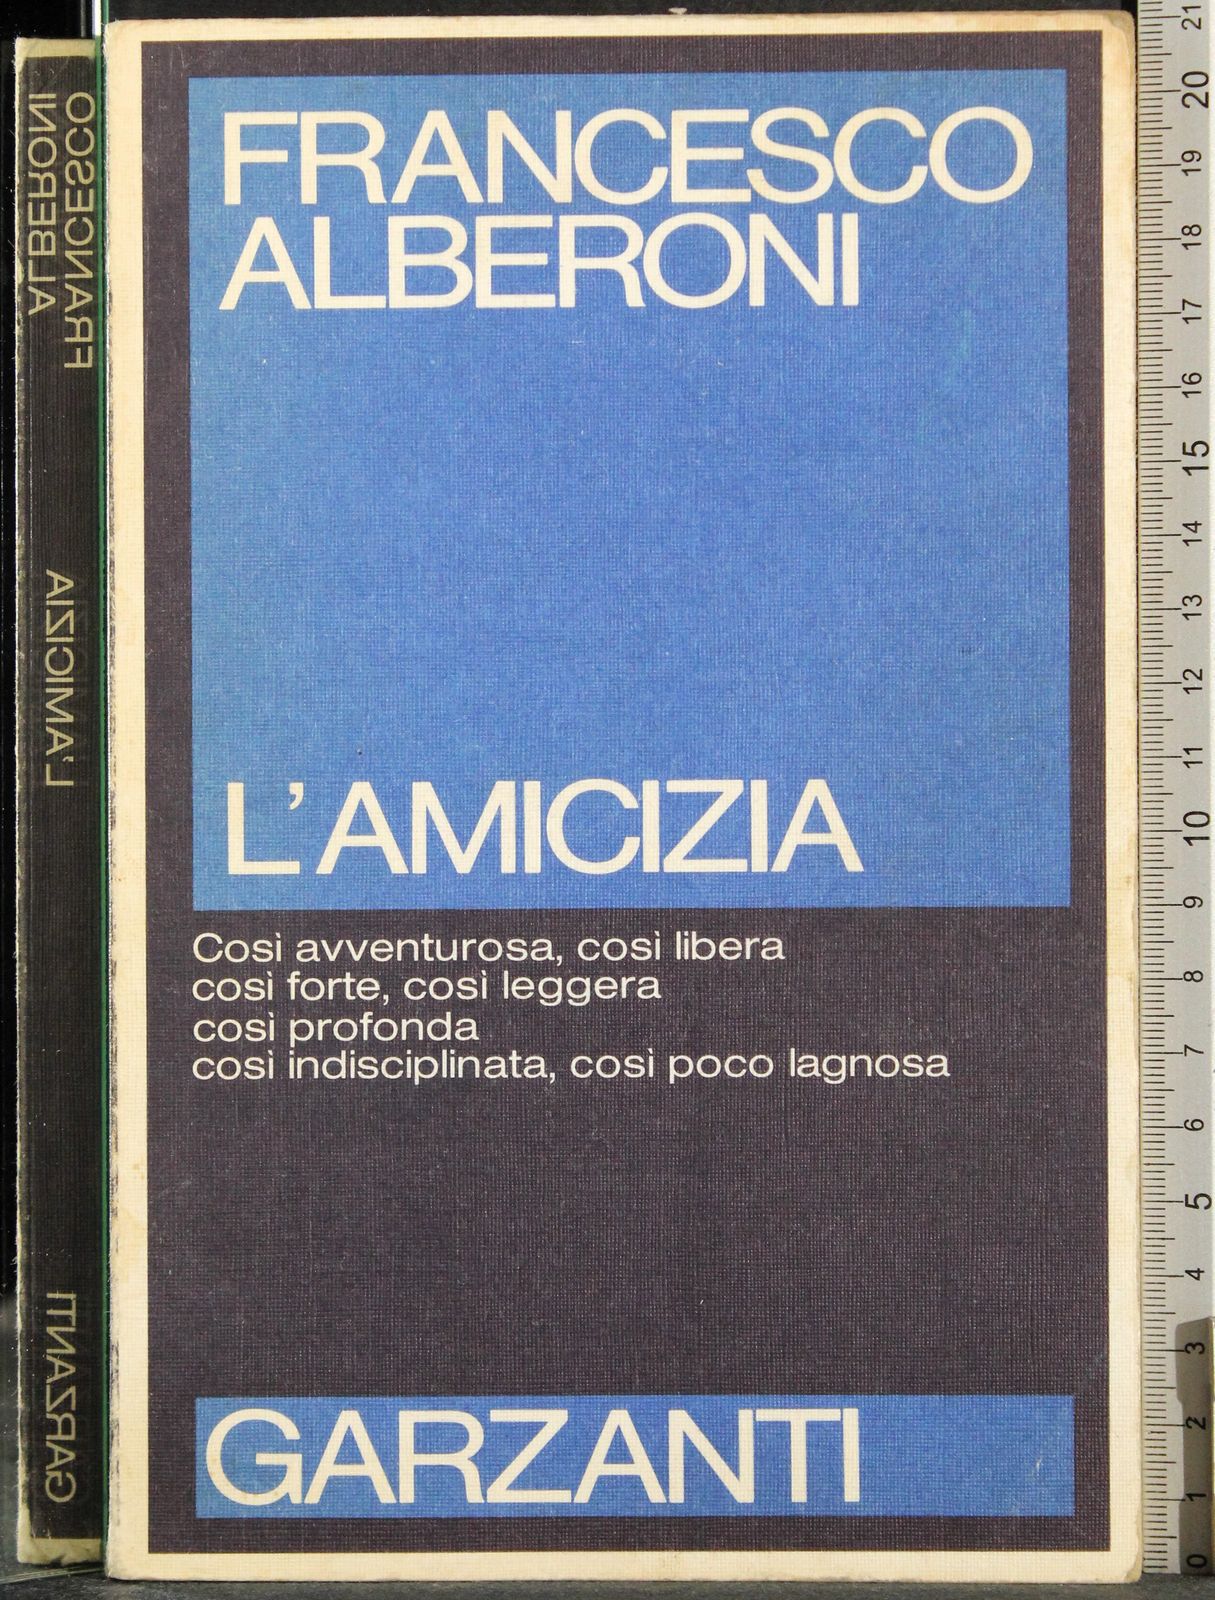 FRANCESCO
ALBERONI
L'AMICIZIA
Così avventurosa, così libera
così forte, così leggera
così profonda
così indisciplinata, così poco lagnosa
GARZANTI
FRANCESCO
ALBERONI
L'AMICIZIA
GARZANTI
21
20
19
18
17
16
15
14
13
12
11
10
9
8
7
6
5
4
3
2
1
0